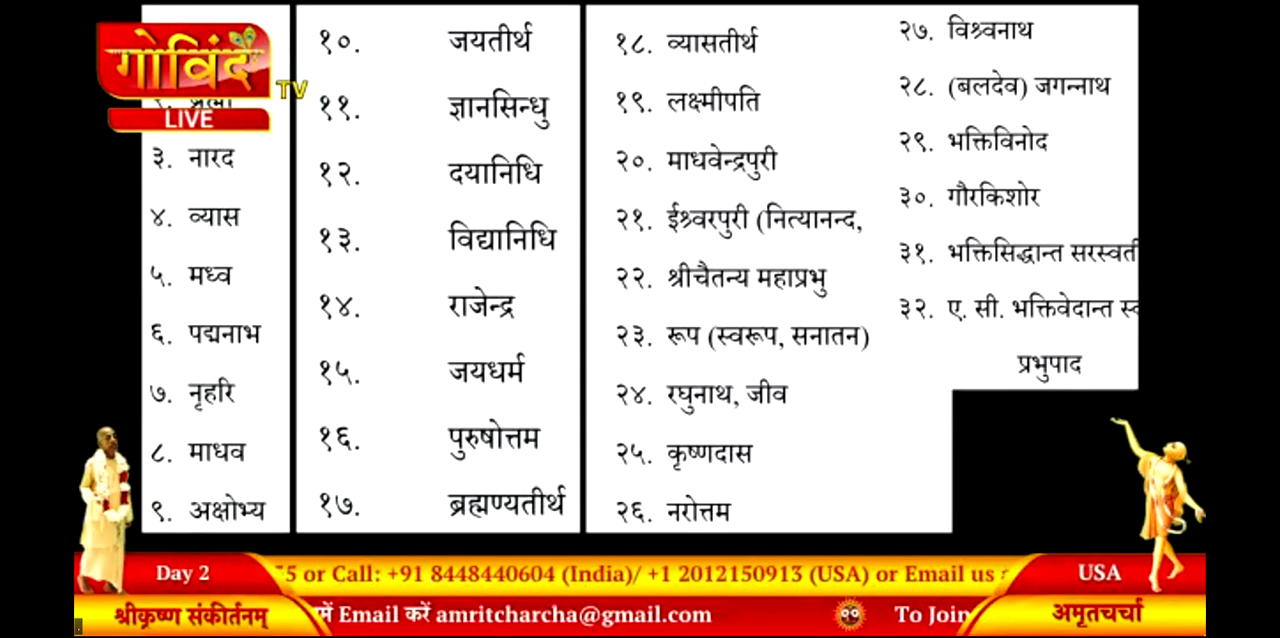 गोविंद
TV
LIVE
३. नारद
४. व्यास
५. मध्व
६. पद्मनाभ
७. नृहरि
८. माधव
९. अक्षोभ्य
१०. जयतीर्थ
११. ज्ञानसिन्धु
१२. दयानिधि
१३. विद्यानिधि
१४. राजेन्द्र
१५. जयधर्म
१६. पुरुषोत्तम
१७. ब्रह्मण्यतीर्थ
१८. व्यासतीर्थ
१९. लक्ष्मीपति
२०. माधवेन्द्रपुरी
२१. ईश्वरपुरी (नित्यानन्द,
२२. श्रीचैतन्य महाप्रभु
२३. रूप (स्वरूप, सनातन)
२४. रघुनाथ, जीव
२५. कृष्णदास
२६. नरोत्तम
२७. विश्वनाथ
२८. (बलदेव) जगन्नाथ
२९. भक्तिविनोद
३०. गौरकिशोर
३१. भक्तिसिद्धान्त सरस्वती
३२. ए. सी. भक्तिवेदान्त
प्रभुपाद
Day 2
5 or Call: +91 8448440604 (India)/ +1 2012150913 (USA) or Email us
USA
श्रीकृष्ण संकीर्तनम्
में Email करें amritcharcha@gmail.com
To Join
अमृतचर्चा